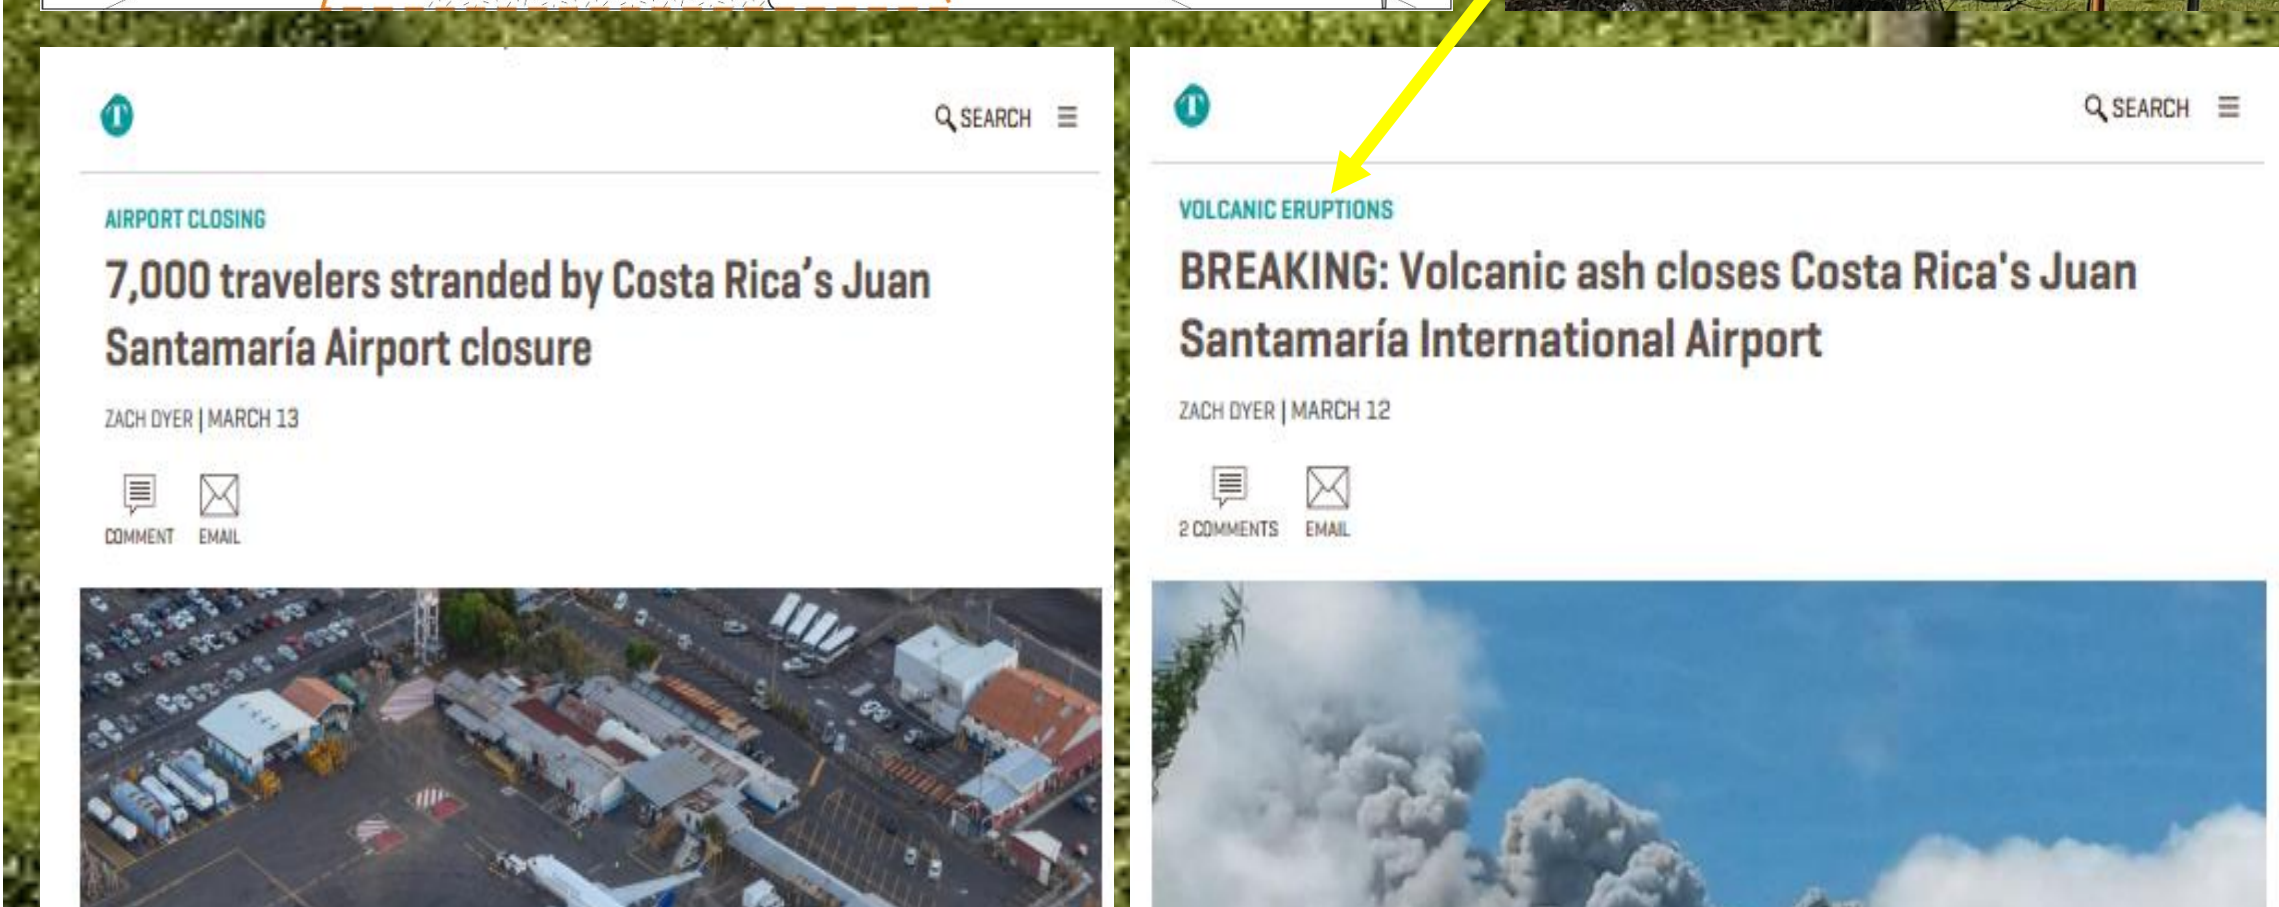 T
SEARCH
AIRPORT CLOSING
7,000 travelers stranded by Costa Rica's Juan
Santamaría Airport closure
ZACH DYER | MARCH 13
COMMENT EMAIL
T
SEARCH
VOLCANIC ERUPTIONS
BREAKING: Volcanic ash closes Costa Rica's Juan
Santamaría International Airport
ZACH DYER | MARCH 12
2 COMMENTS EMAIL